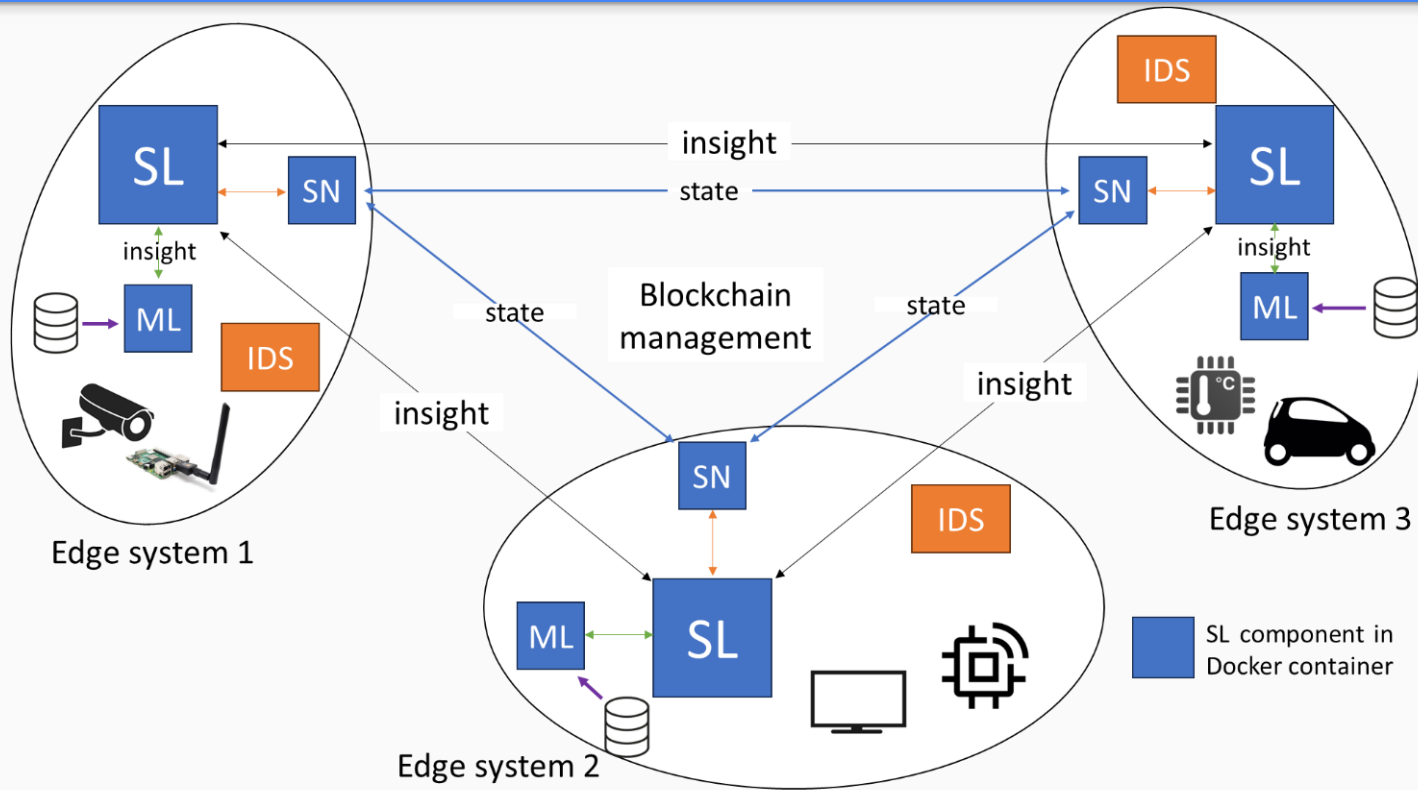 IDS
SL
insight
SL
SN
state
SN
insight
insight
ML
state
Blockchain
management
state
ML
IDS
°C
insight
insight
SN
IDS
Edge system 1
Edge system 3
ML
SL
SL component in
Docker container
Edge system 2